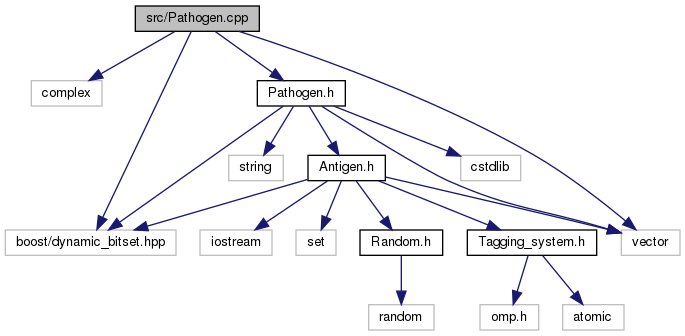 src/Pathogen.cpp
complex
Pathogen.h
string
Antigen.h
cstdlib
boost/dynamic_bitset.hpp
iostream
set
Random.h
Tagging_system.h
vector
random
omp.h
atomic